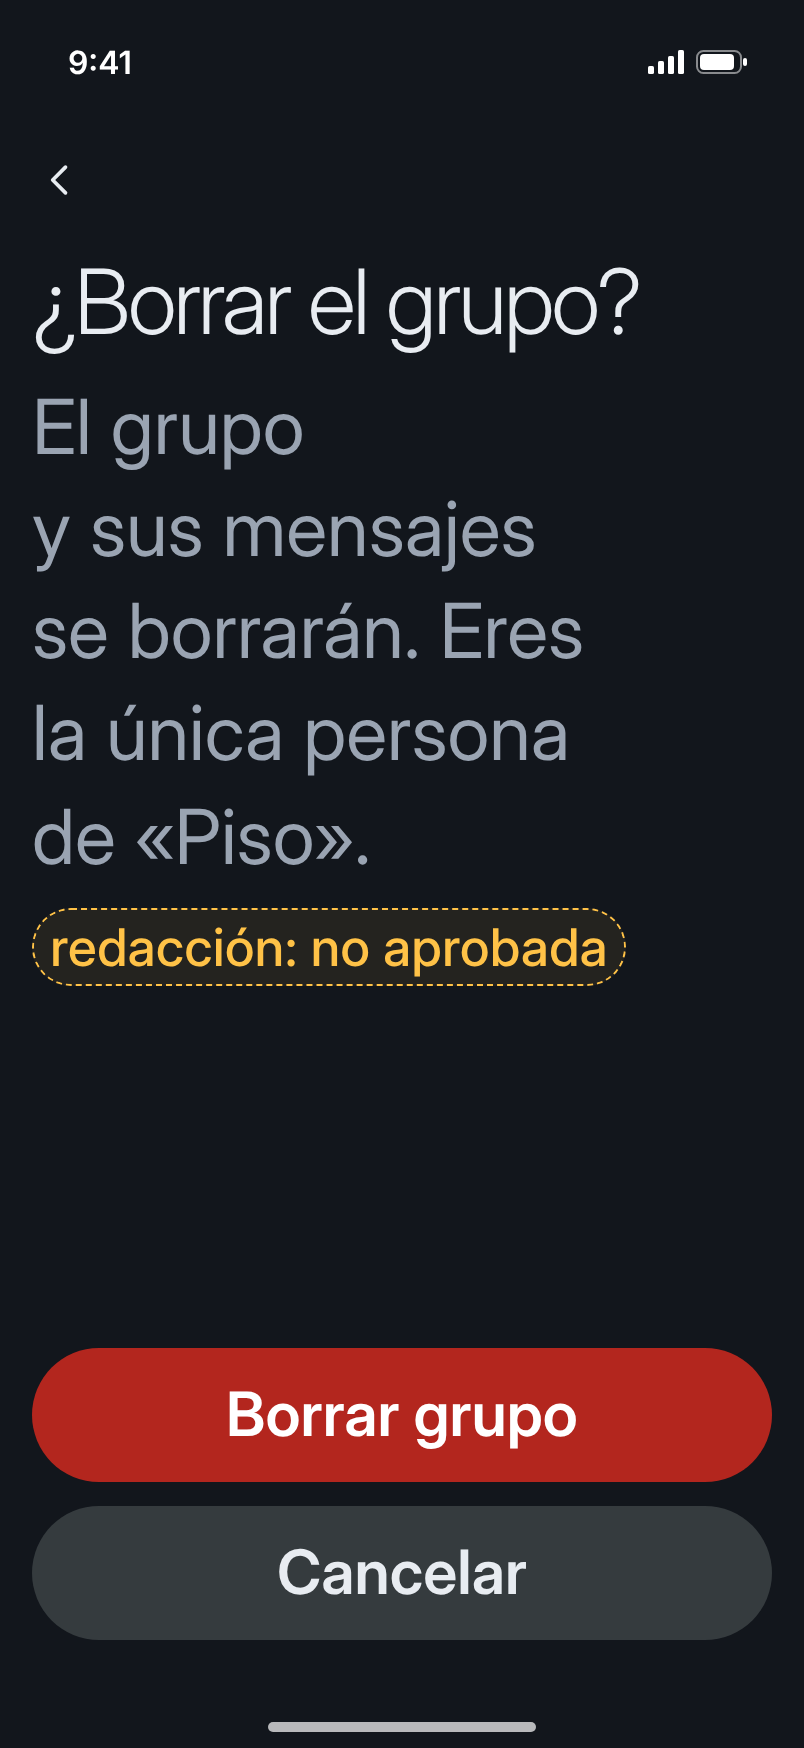 9:41
¿Borrar el grupo?
El grupo
y sus mensajes
se borrarán. Eres
la única persona
de «Piso».
redacción: no aprobada
Borrar grupo
Cancelar